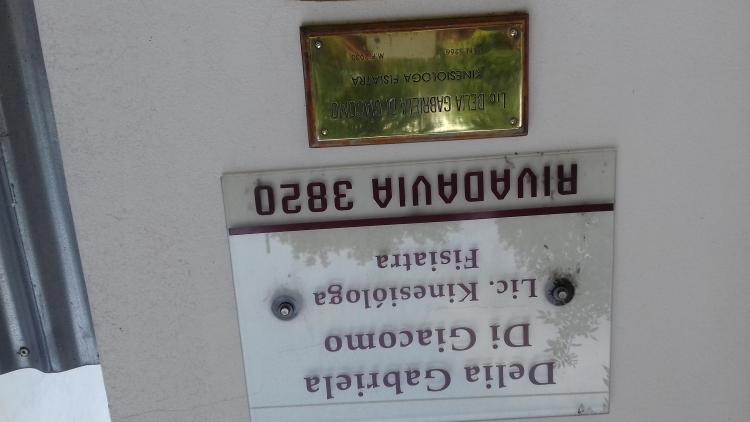 Delia Gabriela
Di Giacomo
Lic. Kinesióloga
Fisiatra
RIVADAVIA 3820
Lic DELIA GABRIELA DI GIACOMO
KINESIOLOGA FISIATRA